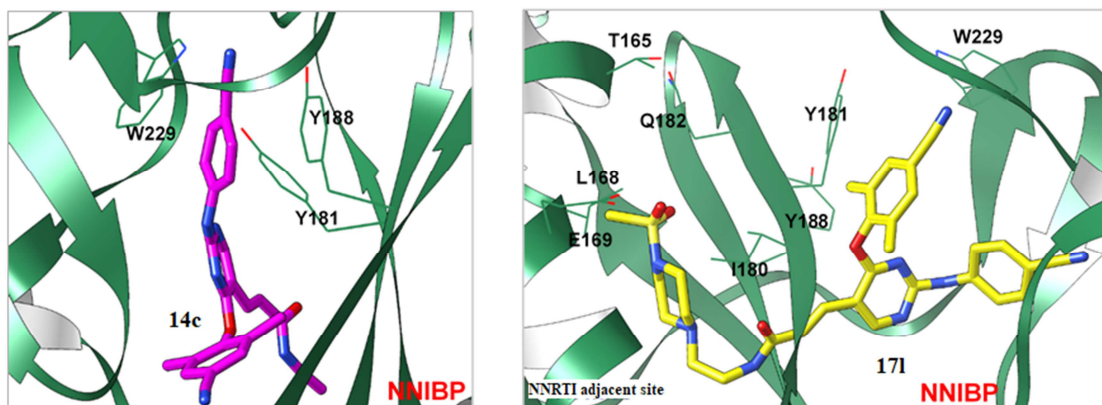 W229
Y188
Y181
14c
NNIBP
T165
W229
Q182
Y181
L168
E169
Y188
I180
17l
NNRTI adjacent site
NNIBP